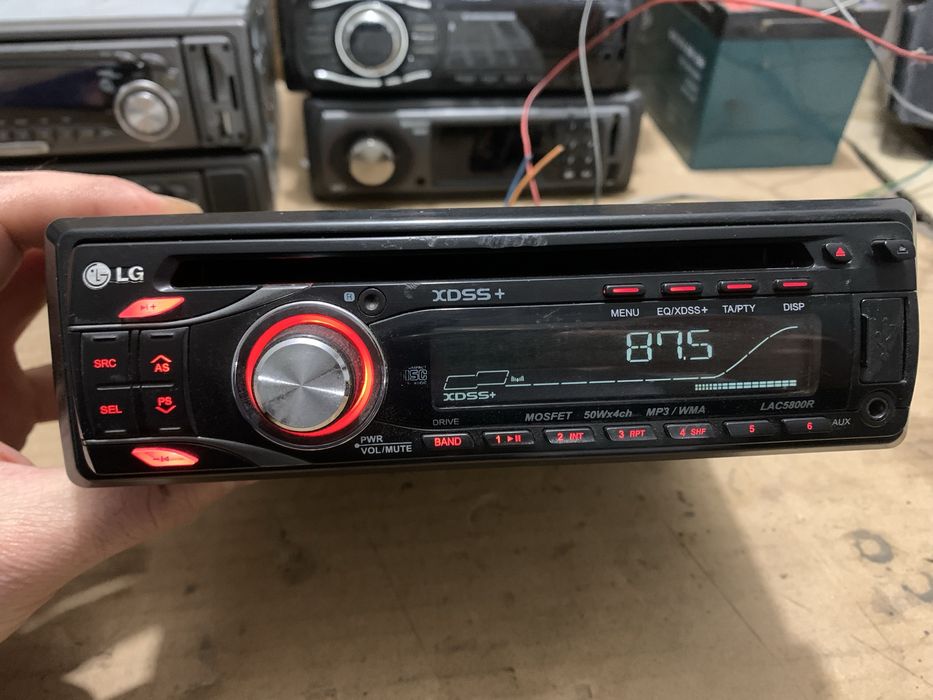 LG
XDSS+
MENU EQ/XDSS+ TA/PTY DISP
SRC
AS
SEL
PS
87.5
XDSS+
PWR
VOL/MUTE
DRIVE
MOSFET 50Wx4ch MP3 / WMA LAC5800R
BAND 1 2 INT 3 RPT 4 SHF 5 6 AUX